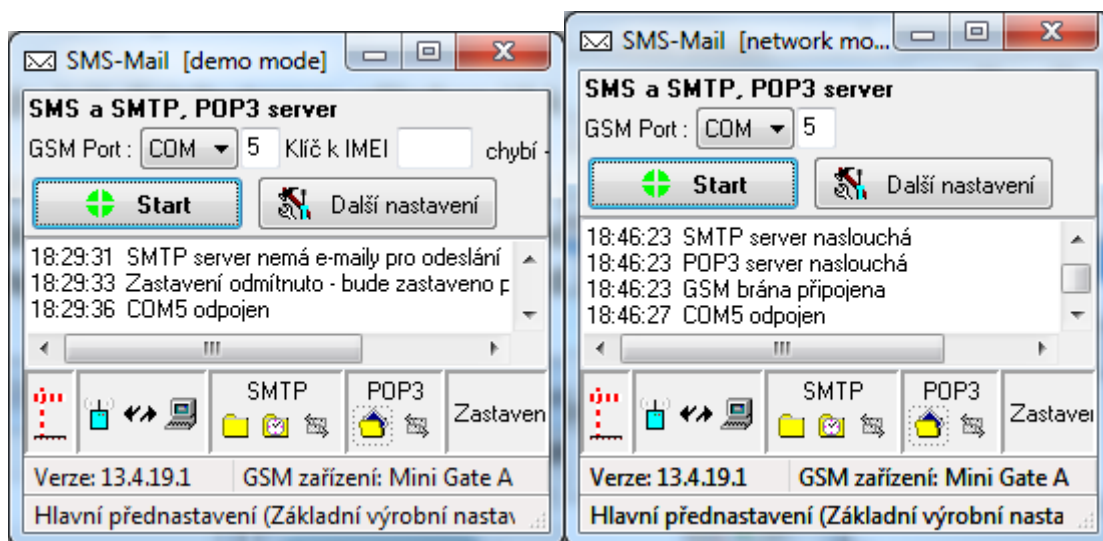 SMS-Mail [demo mode]
SMS a SMTP, POP3 server
GSM Port : COM 5 Klíč k IMEI chybí -
Start Další nastavení
18:29:31 SMTP server nemá e-maily pro odeslání
18:29:33 Zastavení odmítnuto - bude zastaveno p
18:29:36 COM5 odpojen
SMTP POP3
Zastaven
Verze: 13.4.19.1 GSM zařízení: Mini Gate A
Hlavní přednastavení (Základní výrobní nastav
SMS-Mail [network mo...
SMS a SMTP, POP3 server
GSM Port : COM 5
Start Další nastavení
18:46:23 SMTP server naslouchá
18:46:23 POP3 server naslouchá
18:46:23 GSM brána připojena
18:46:27 COM5 odpojen
SMTP POP3
Zastaven
Verze: 13.4.19.1 GSM zařízení: Mini Gate A
Hlavní přednastavení (Základní výrobní nasta